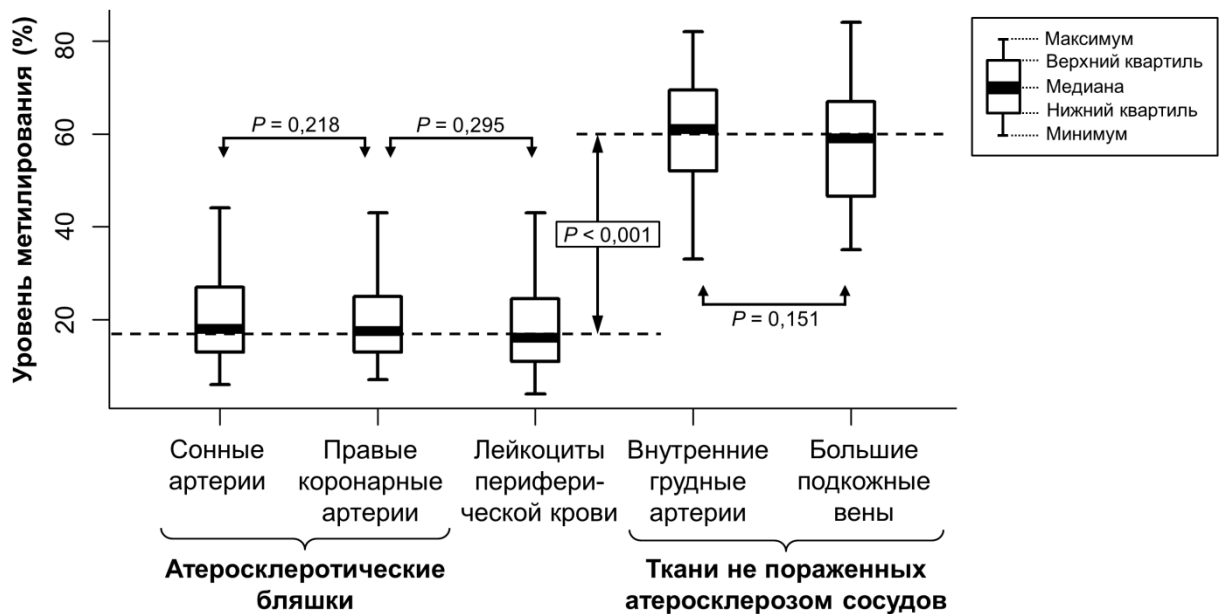 Уровень метилирования (%)
80
60
40
20
P = 0,218
P = 0,295
P < 0,001
P = 0,151
Максимум
Верхний квартиль
Медиана
Нижний квартиль
Минимум
Сонные
артерии
Правые
коронарные
артерии
Лейкоциты
перифери-
ческой крови
Внутренние
грудные
артерии
Большие
подкожные
вены
Атеросклеротические
бляшки
Ткани не пораженных
атеросклерозом сосудов